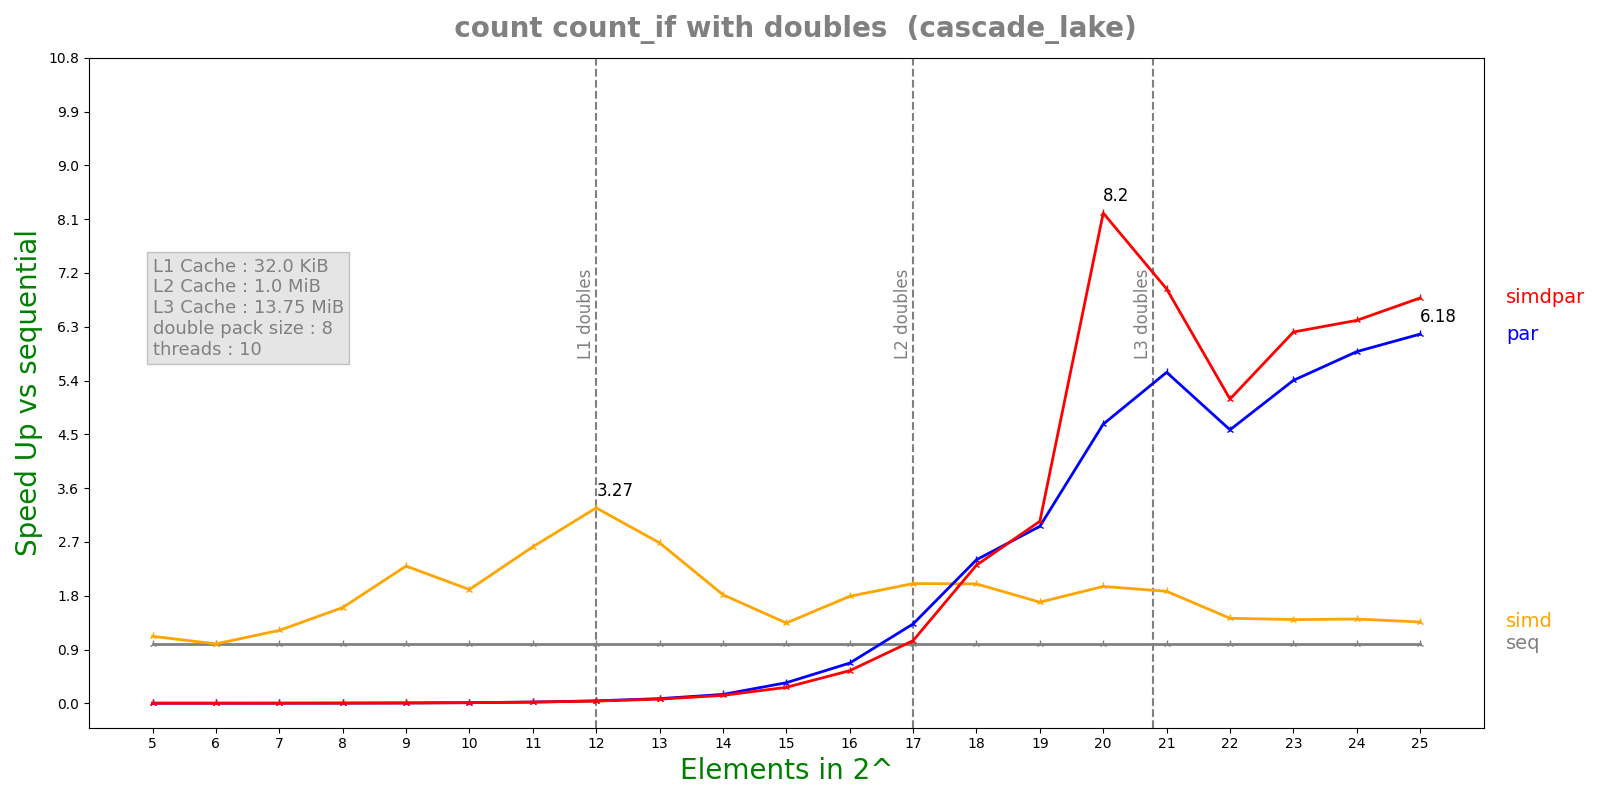 count count_if with doubles (cascade_lake)
Speed Up vs sequential
10.8
9.9
9.0
8.1
7.2
6.3
5.4
4.5
3.6
2.7
1.8
0.9
0.0
L1 Cache : 32.0 KiB
L2 Cache : 1.0 MiB
L3 Cache : 13.75 MiB
double pack size : 8
threads : 10
L1 doubles
L2 doubles
L3 doubles
3.27
8.2
6.18
simdpar
par
simd
seq
5 6 7 8 9 10 11 12 13 14 15 16 17 18 19 20 21 22 23 24 25
Elements in 2^